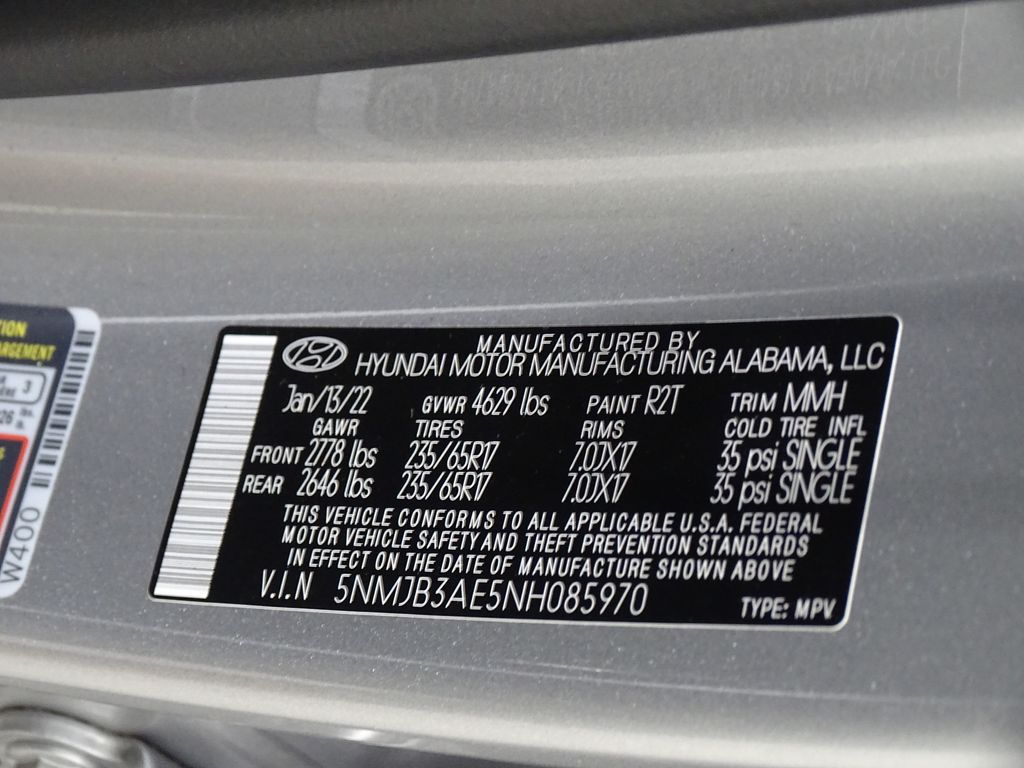 MANUFACTURED BY
HYUNDAI MOTOR MANUFACTURING ALABAMA, LLC
Jan/13/22 GVWR 4629 lbs PAINT R2T TRIM MMH
GAWR TIRES RIMS COLD TIRE INFL
FRONT 2778 lbs 235/65R17 7.0JX17 35 psi SINGLE
REAR 2646 lbs 235/65R17 7.0JX17 35 psi SINGLE
THIS VEHICLE CONFORMS TO ALL APPLICABLE U.S.A. FEDERAL
MOTOR VEHICLE SAFETY AND THEFT PREVENTION STANDARDS
IN EFFECT ON THE DATE OF MANUFACTURE SHOWN ABOVE
V.I.N 5NMJB3AE5NH085970 TYPE: MPV
3
W400